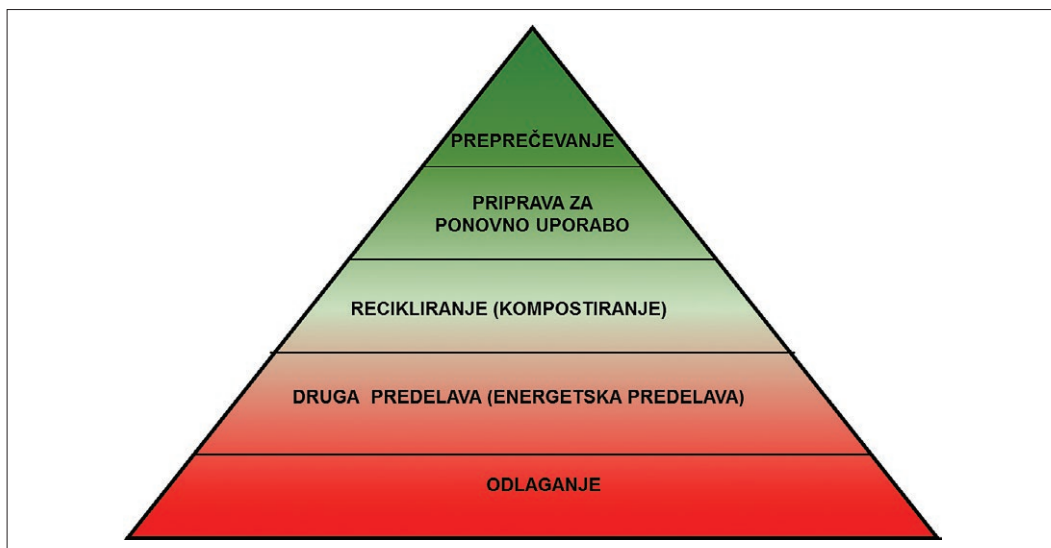 PREPREČEVANJE
PRIPRAVA ZA
PONOVNO UPORABO
RECIKLIRANJE (KOMPOSTIRANJE)
DRUGA PREDELAVA (ENERGETSKA PREDELAVA)
ODLAGANJE